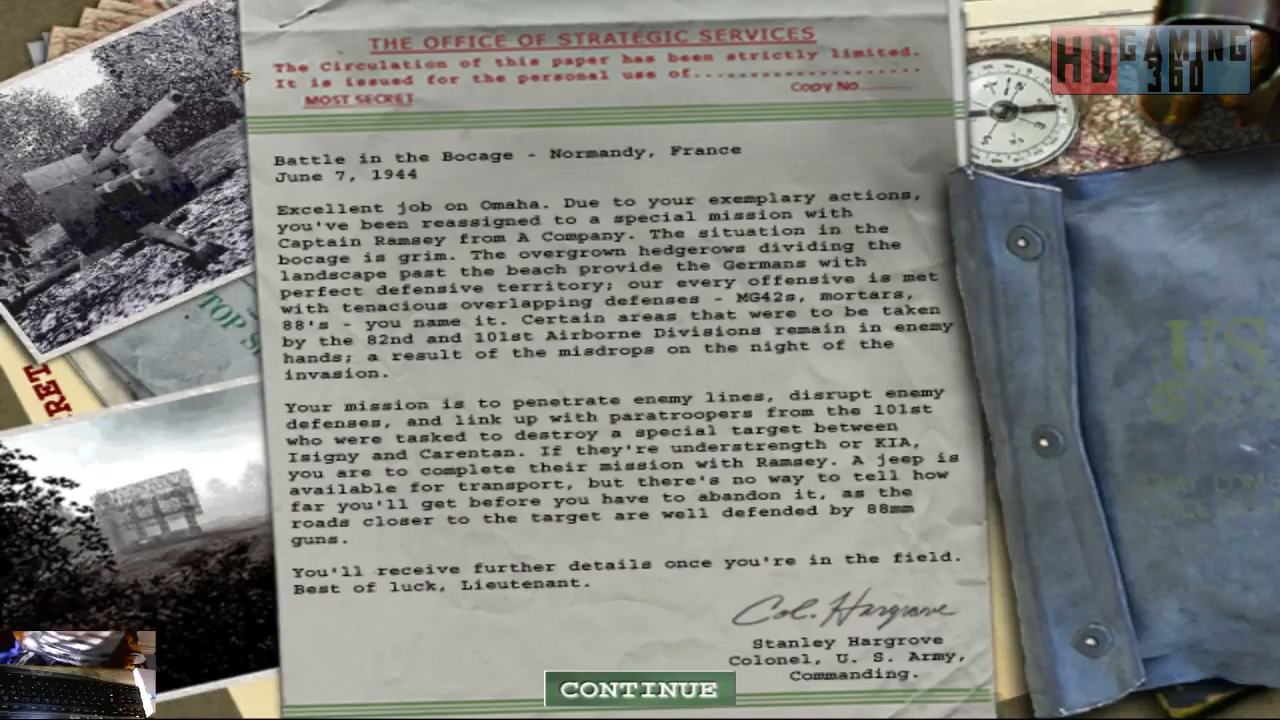 HD GAMING
360
THE OFFICE OF STRATEGIC SERVICES
The Circulation of this paper has been strictly limited.
It is issued for the personal use of....................
MOST SECRET
Copy No........
Battle in the Bocage - Normandy, France
June 7, 1944
Excellent job on Omaha. Due to your exemplary actions,
you've been reassigned to a special mission with
Captain Ramsey from A Company. The situation in the
bocage is grim. The overgrown hedgerows dividing the
landscape past the beach provide the Germans with
perfect defensive territory; our every offensive is met
with tenacious overlapping defenses - MG42s, mortars,
88's - you name it. Certain areas that were to be taken
by the 82nd and 101st Airborne Divisions remain in enemy
hands; a result of the misdrops on the night of the
invasion.
Your mission is to penetrate enemy lines, disrupt enemy
defenses, and link up with paratroopers from the 101st
who were tasked to destroy a special target between
Isigny and Carentan. If they're understrength or KIA,
you are to complete their mission with Ramsey. A jeep is
available for transport, but there's no way to tell how
far you'll get before you have to abandon it, as the
roads closer to the target are well defended by 88mm
guns.
You'll receive further details once you're in the field.
Best of luck, Lieutenant.
Col. Hargrove
Stanley Hargrove
Colonel, U. S. Army,
Commanding.
CONTINUE
TOP S
RET
US